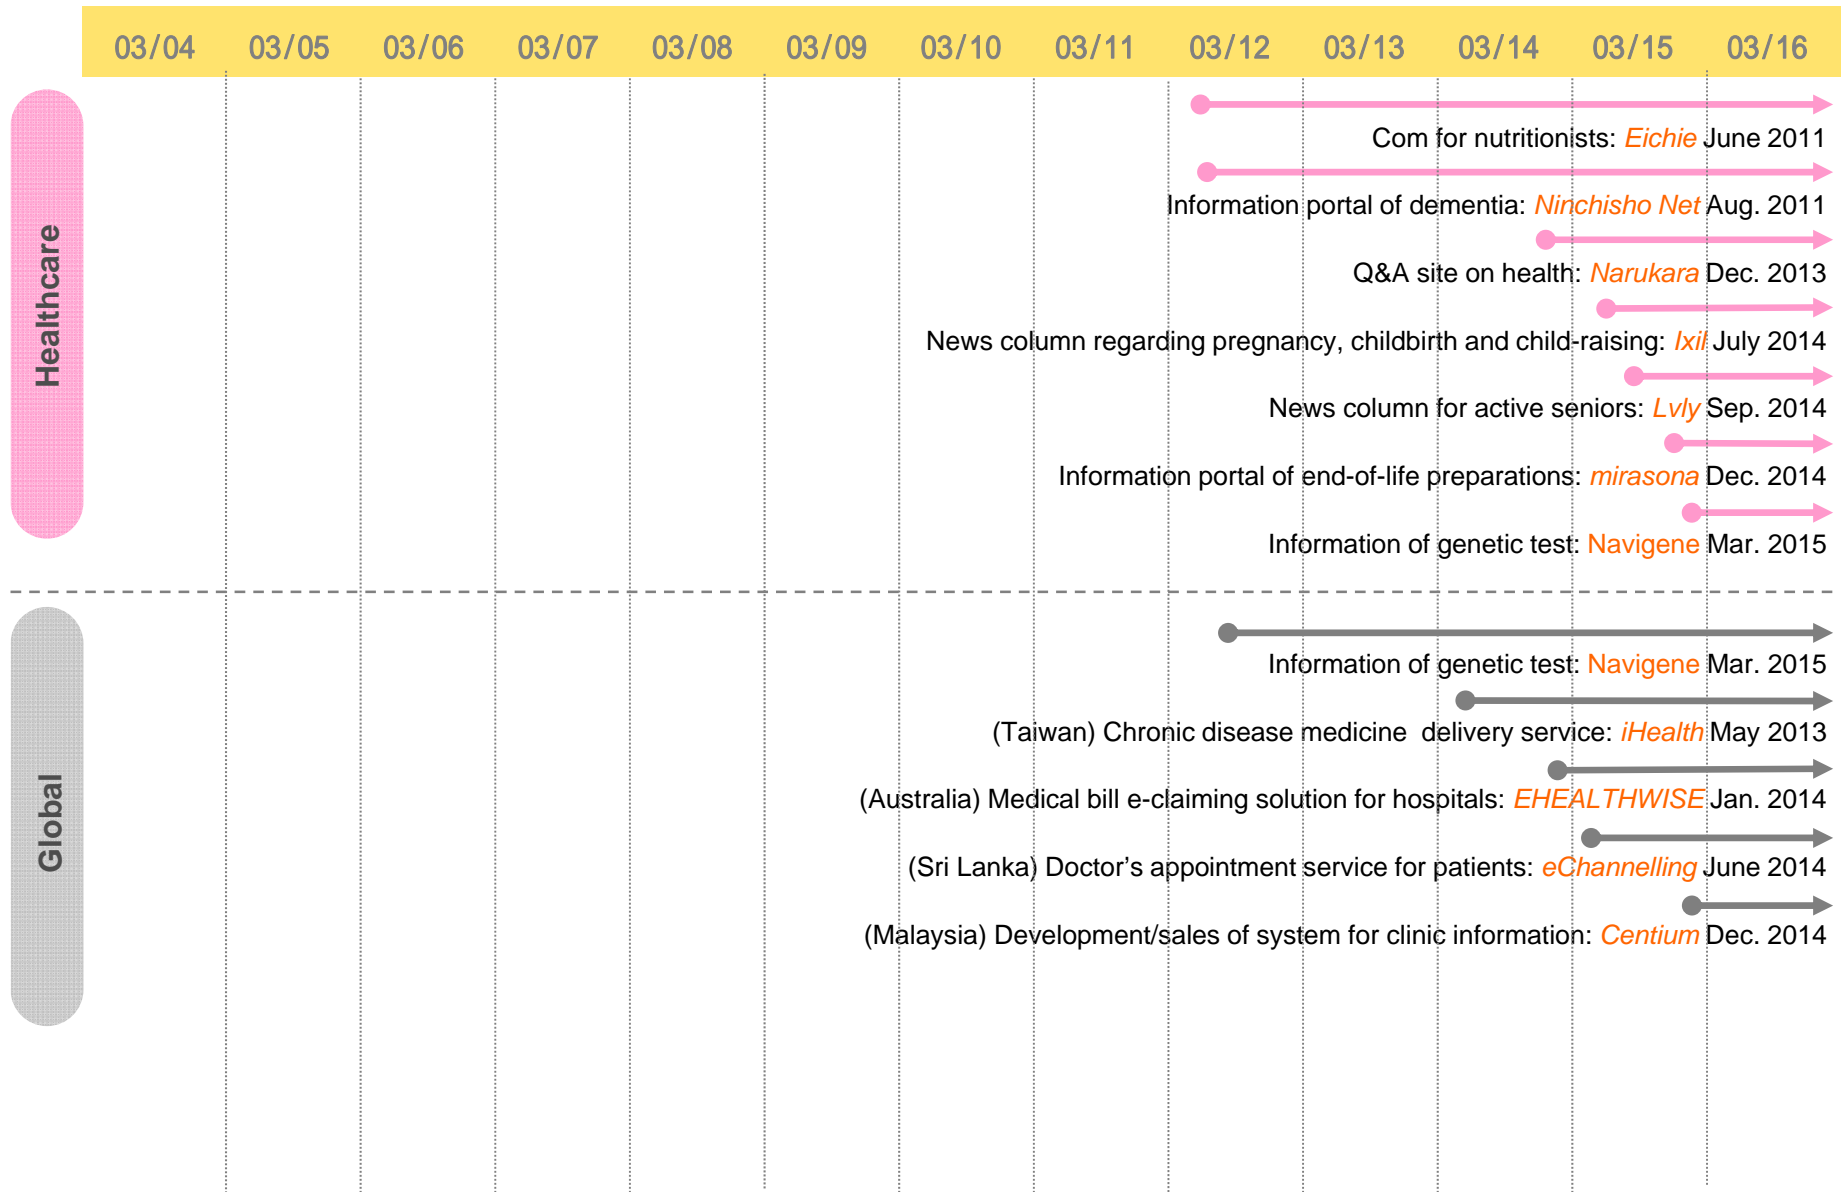 03/04 03/05 03/06 03/07 03/08 03/09 03/10 03/11 03/12 03/13 03/14 03/15 03/16
Healthcare
Com for nutritionists: Eichie June 2011
Information portal of dementia: Ninchisho Net Aug. 2011
Q&A site on health: Narukara Dec. 2013
News column regarding pregnancy, childbirth and child-raising: Ixil July 2014
News column for active seniors: Lvly Sep. 2014
Information portal of end-of-life preparations: mirasona Dec. 2014
Information of genetic test: Navigene Mar. 2015
Global
Information of genetic test: Navigene Mar. 2015
(Taiwan) Chronic disease medicine  delivery service: iHealth May 2013
(Australia) Medical bill e-claiming solution for hospitals: EHEALTHWISE Jan. 2014
(Sri Lanka) Doctor’s appointment service for patients: eChannelling June 2014
(Malaysia) Development/sales of system for clinic information: Centium Dec. 2014